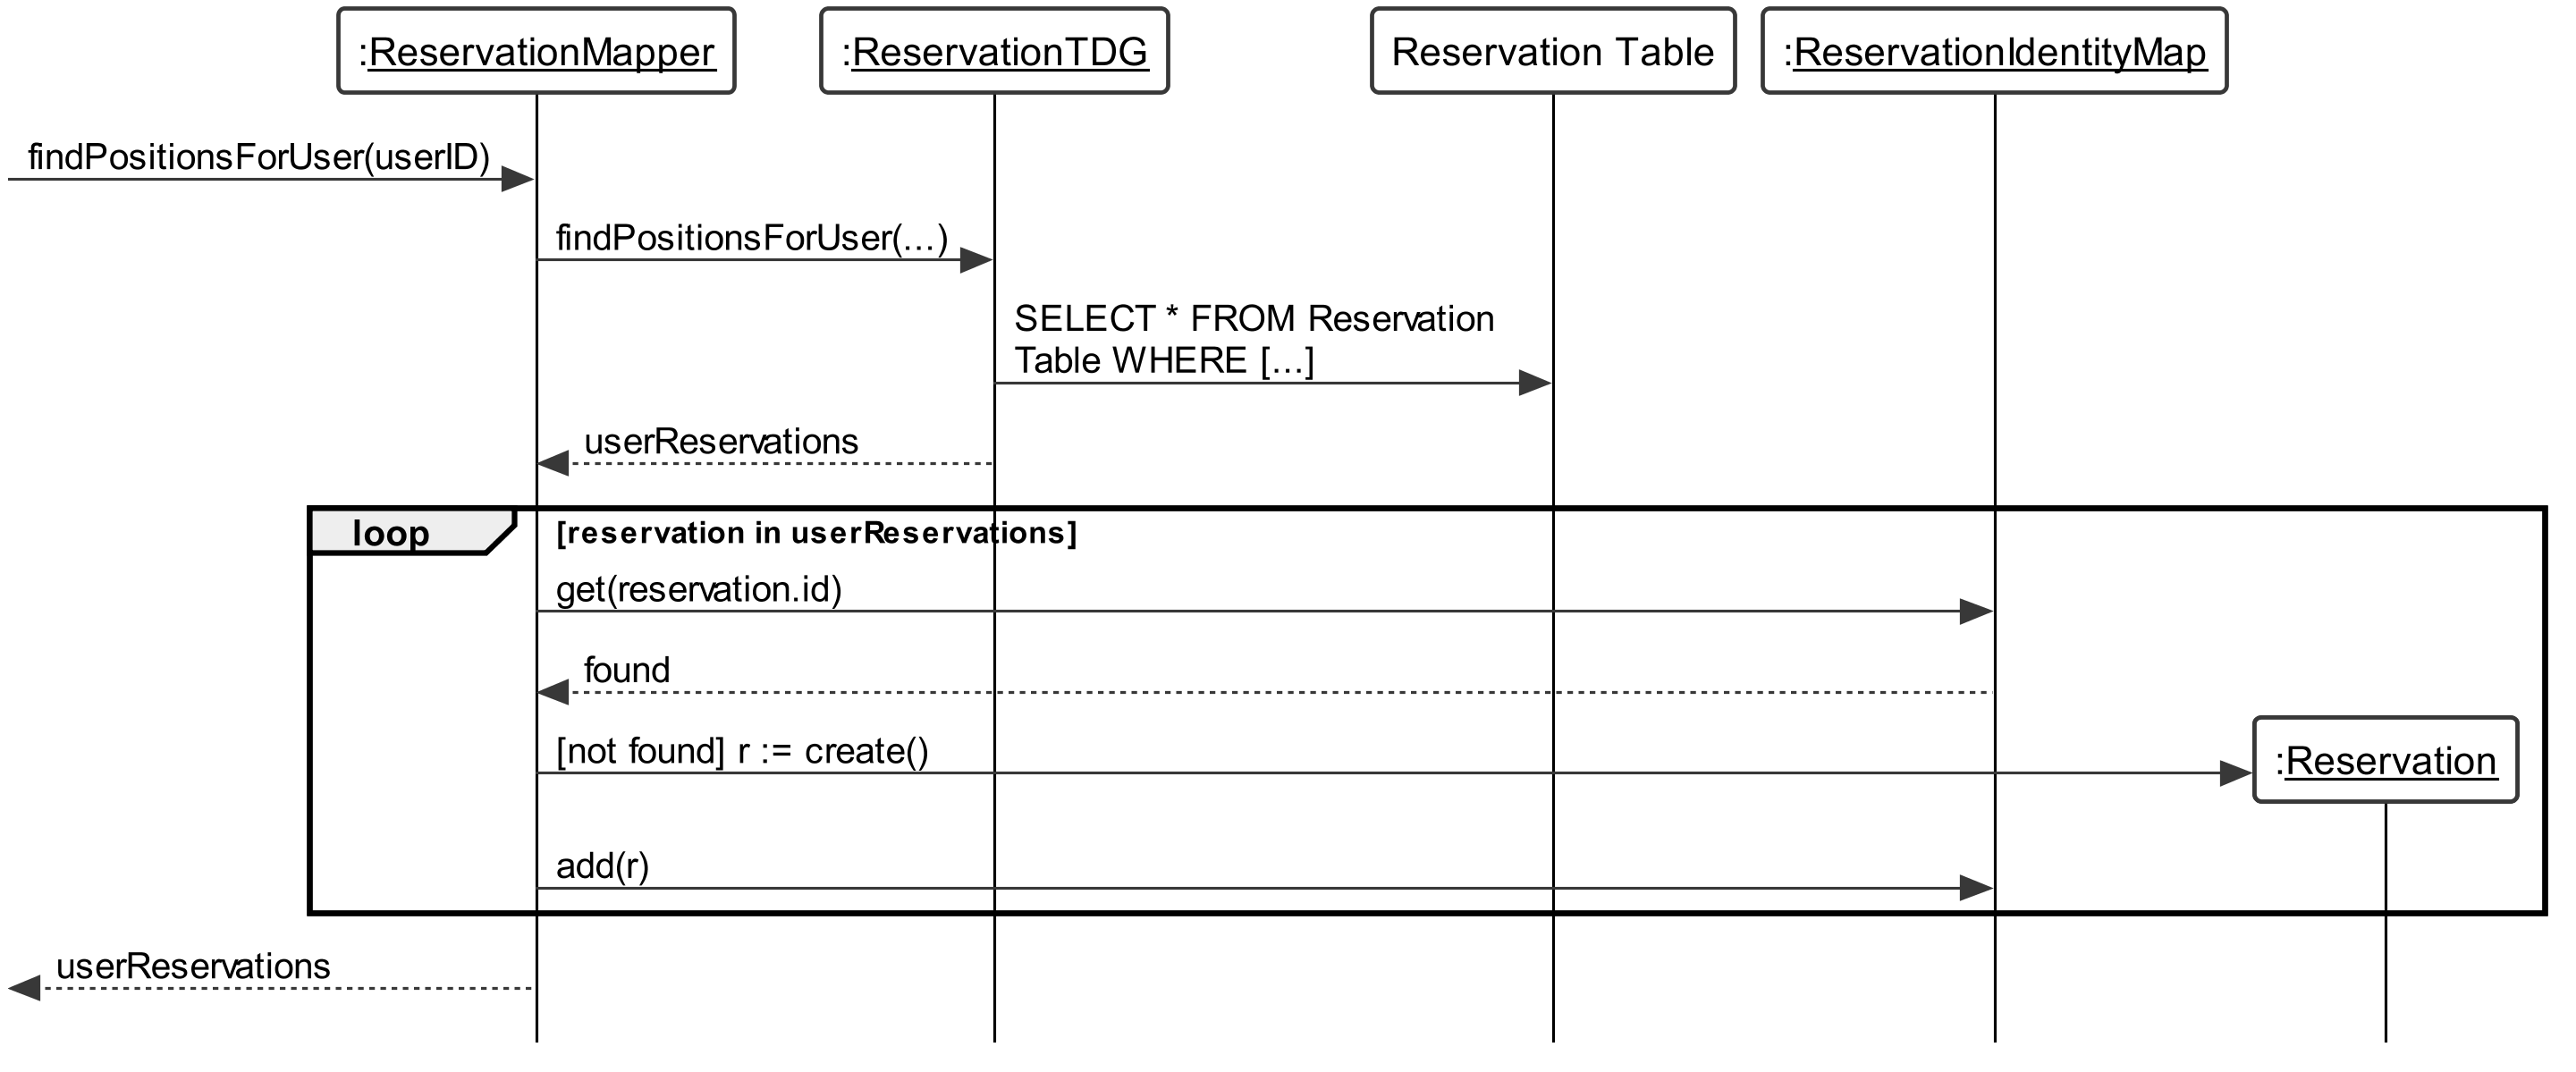 :ReservationMapper
:ReservationTDG
Reservation Table
:ReservationIdentityMap
findPositionsForUser(userID)
findPositionsForUser(...)
SELECT * FROM Reservation
Table WHERE [...]
userReservations
loop
[reservation in userReservations]
get(reservation.id)
found
[not found] r := create()
:Reservation
add(r)
userReservations